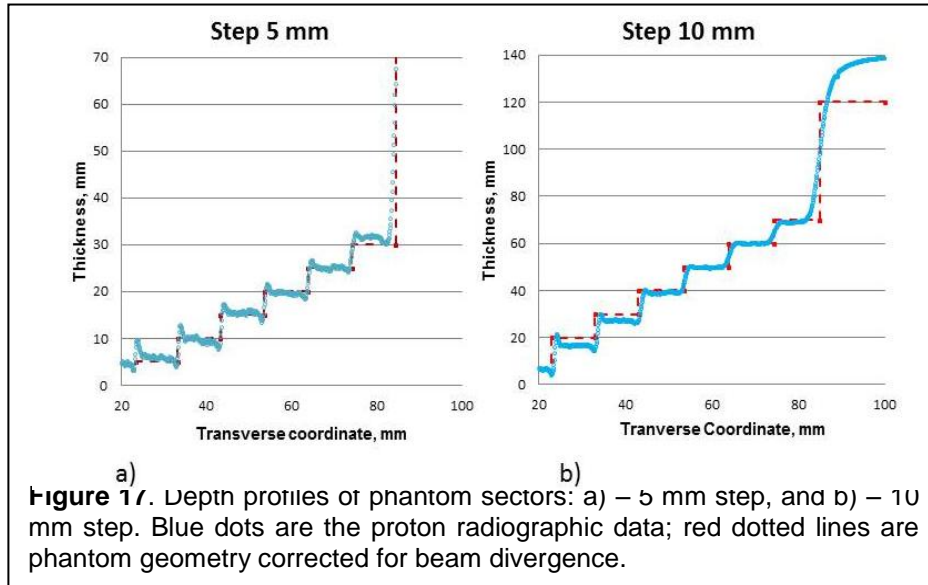 Step 5 mm
70
60
50
40
30
20
10
0
20 40 60 80 100
Thickness, mm
Transverse coordinate, mm
a)
Step 10 mm
140
120
100
80
60
40
20
0
20 40 60 80 100
Thickness, mm
Tranverse Coordinate, mm
b)
Figure 17. Depth profiles of phantom sectors: a) – 5 mm step, and b) – 10
mm step. Blue dots are the proton radiographic data; red dotted lines are
phantom geometry corrected for beam divergence.